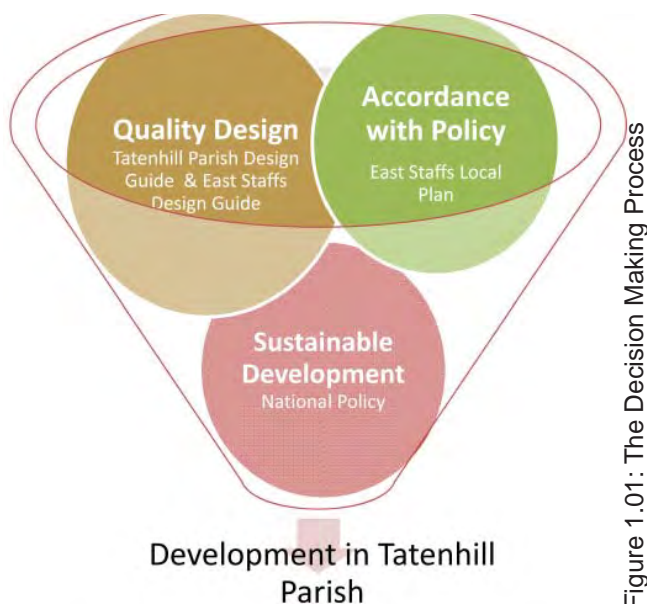 Quality Design
Tatenhill Parish Design
Guide & East Staffs
Design Guide
Accordance
with Policy
East Staffs Local
Plan
Sustainable
Development
National Policy
Development in Tatenhill
Parish
Figure 1.01: The Decision Making Process